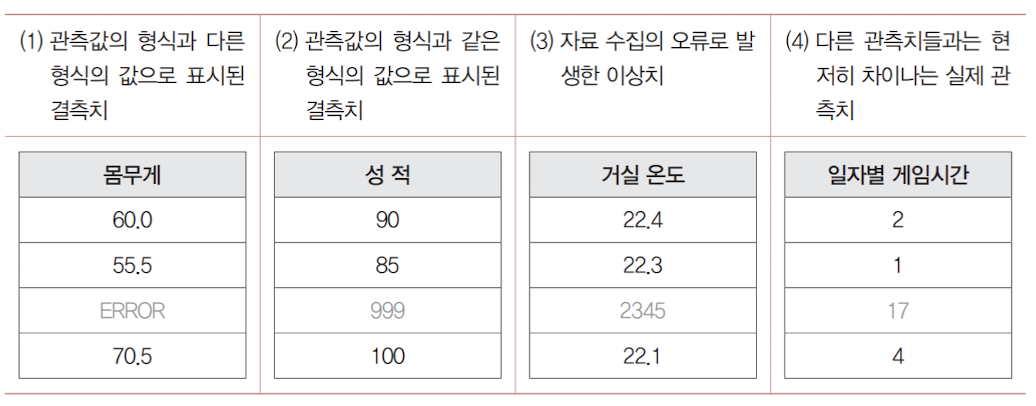 (1) 관측값의 형식과 다른
형식의 값으로 표시된
결측치
(2) 관측값의 형식과 같은
형식의 값으로 표시된
결측치
(3) 자료 수집의 오류로 발
생한 이상치
(4) 다른 관측치들과는 현
저히 차이나는 실제 관
측치
몸무게
60.0
55.5
ERROR
70.5
성 적
90
85
999
100
거실 온도
22.4
22.3
2345
22.1
일자별 게임시간
2
1
17
4